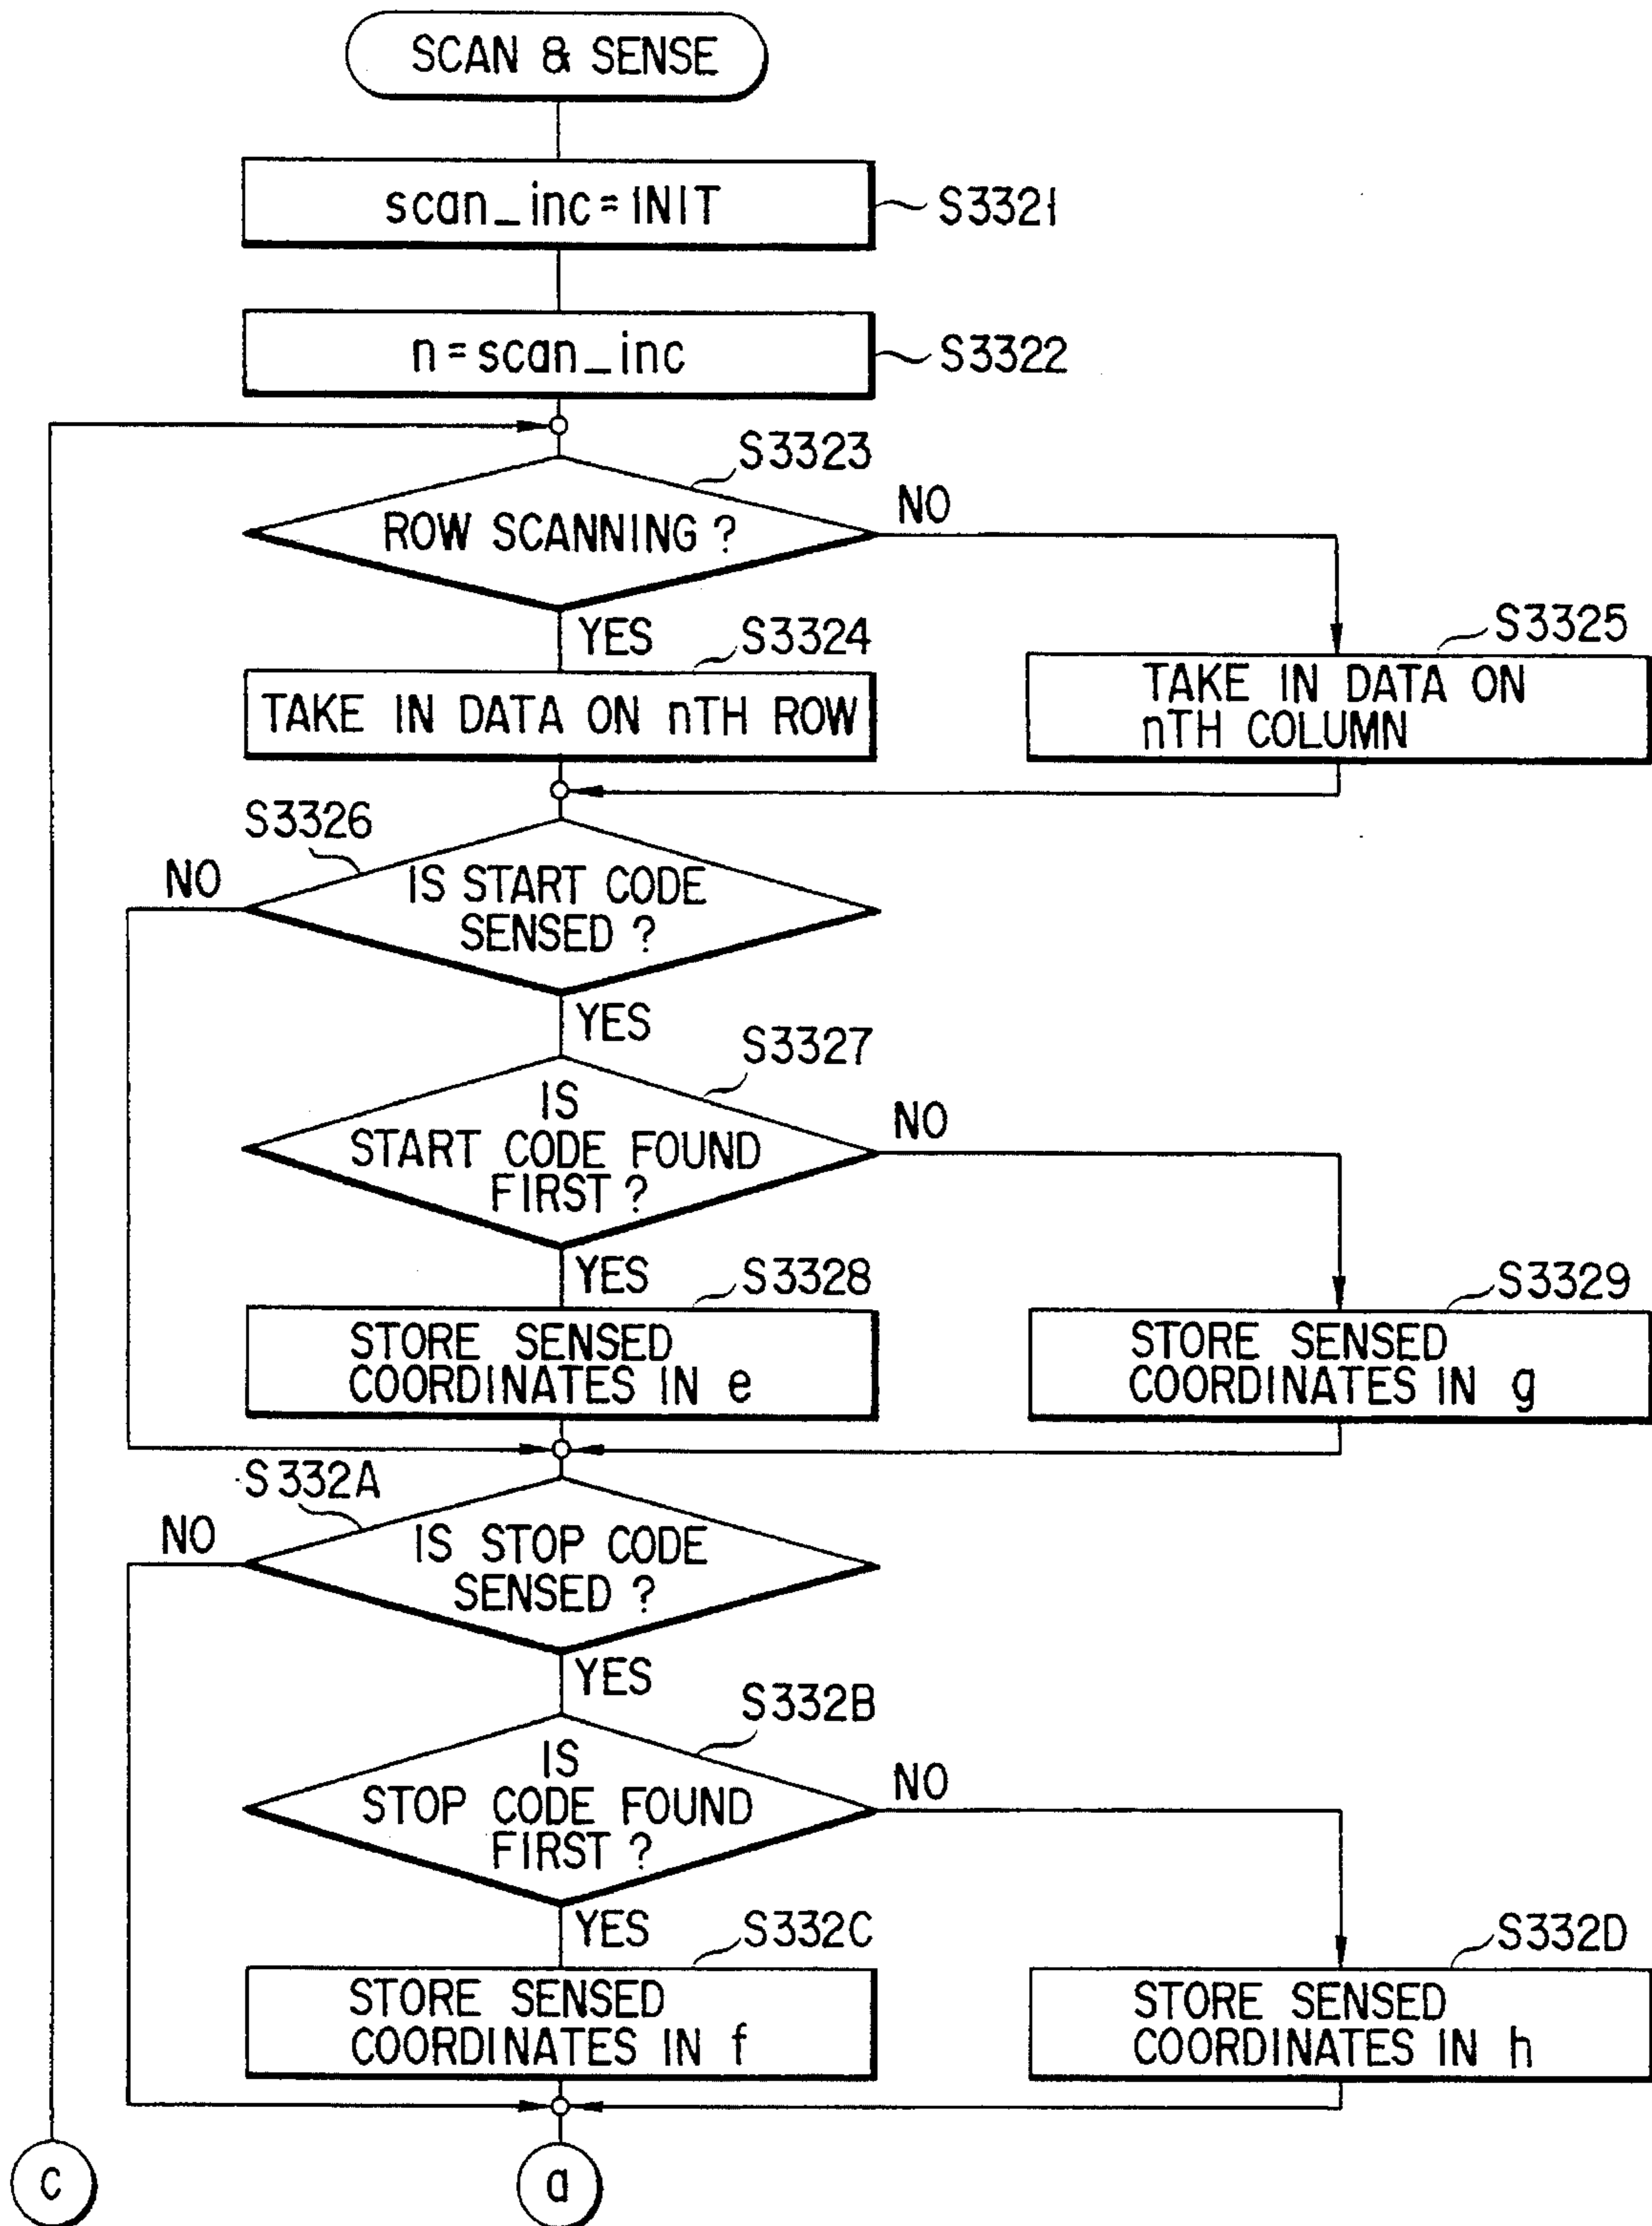 SCAN & SENSE
scan_inc = INIT
S3321
n = scan_inc
S3322
S3323
ROW SCANNING ?
NO
YES
S3324
TAKE IN DATA ON nTH ROW
S3325
TAKE IN DATA ON
nTH COLUMN
S3326
NO
IS START CODE
SENSED ?
YES
S3327
IS
START CODE FOUND
FIRST ?
NO
YES
S3328
STORE SENSED
COORDINATES IN e
S3329
STORE SENSED
COORDINATES IN g
S332A
NO
IS STOP CODE
SENSED ?
YES
S332B
IS
STOP CODE FOUND
FIRST ?
NO
YES
S332C
STORE SENSED
COORDINATES IN f
S332D
STORE SENSED
COORDINATES IN h
c
a